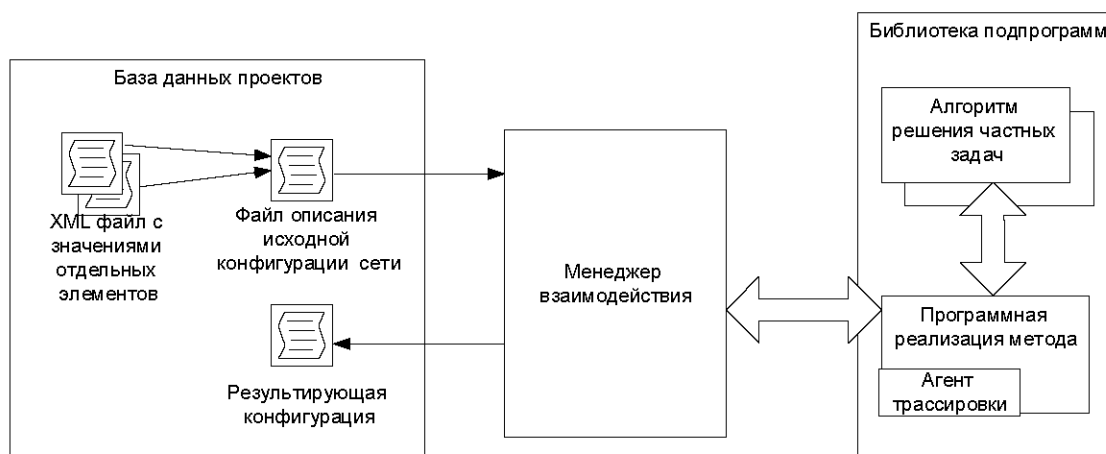 База данных проектов
XML файл с
значениями
отдельных
элементов
Файл описания
исходной
конфигурации сети
Результирующая
конфигурация
Менеджер
взаимодействия
Библиотека подпрограмм
Алгоритм
решения частных
задач
Программная
реализация метода
Агент
трассировки